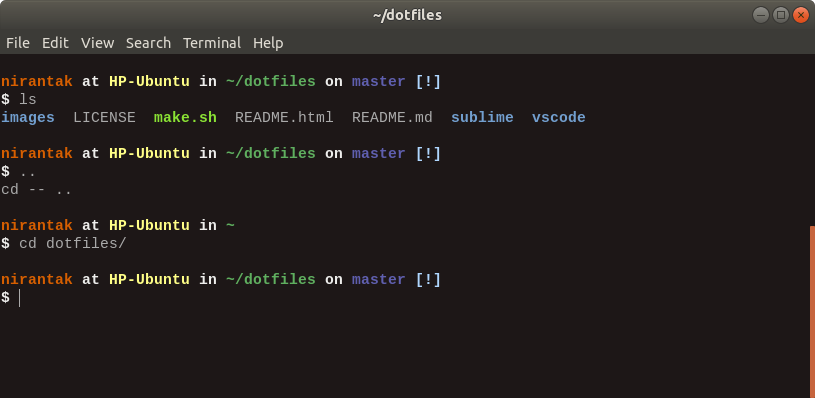 ~/dotfiles
File Edit View Search Terminal Help
nirantak at HP-Ubuntu in ~/dotfiles on master [!]
$ ls
images LICENSE make.sh README.html README.md sublime vscode
nirantak at HP-Ubuntu in ~/dotfiles on master [!]
$ ..
cd -- ..
nirantak at HP-Ubuntu in ~
$ cd dotfiles/
nirantak at HP-Ubuntu in ~/dotfiles on master [!]
$